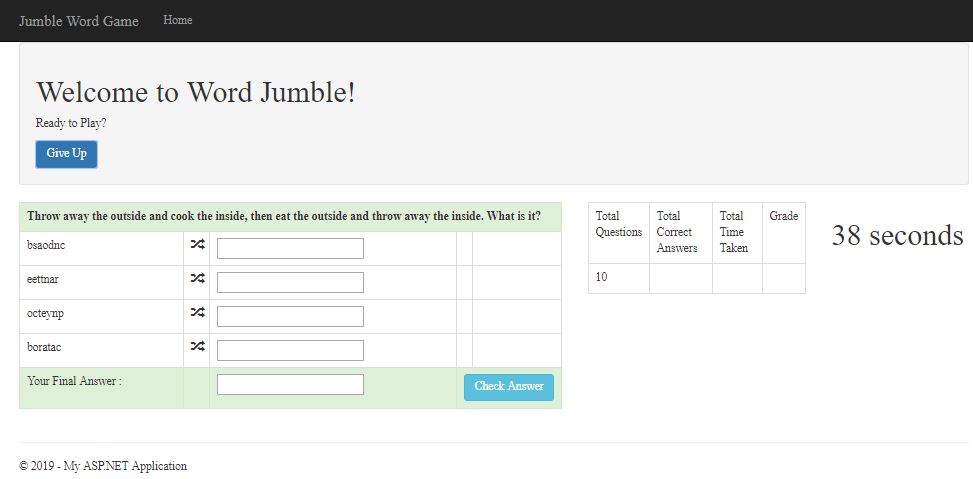 Jumble Word Game Home
Welcome to Word Jumble!
Ready to Play?
Give Up
Throw away the outside and cook the inside, then eat the outside and throw away the inside. What is it?
bsaodnc
eettnar
octeynp
boratac
Your Final Answer :
Check Answer
Total Questions
Total Correct Answers
Total Time Taken
Grade
10
38 seconds
© 2019 - My ASP.NET Application